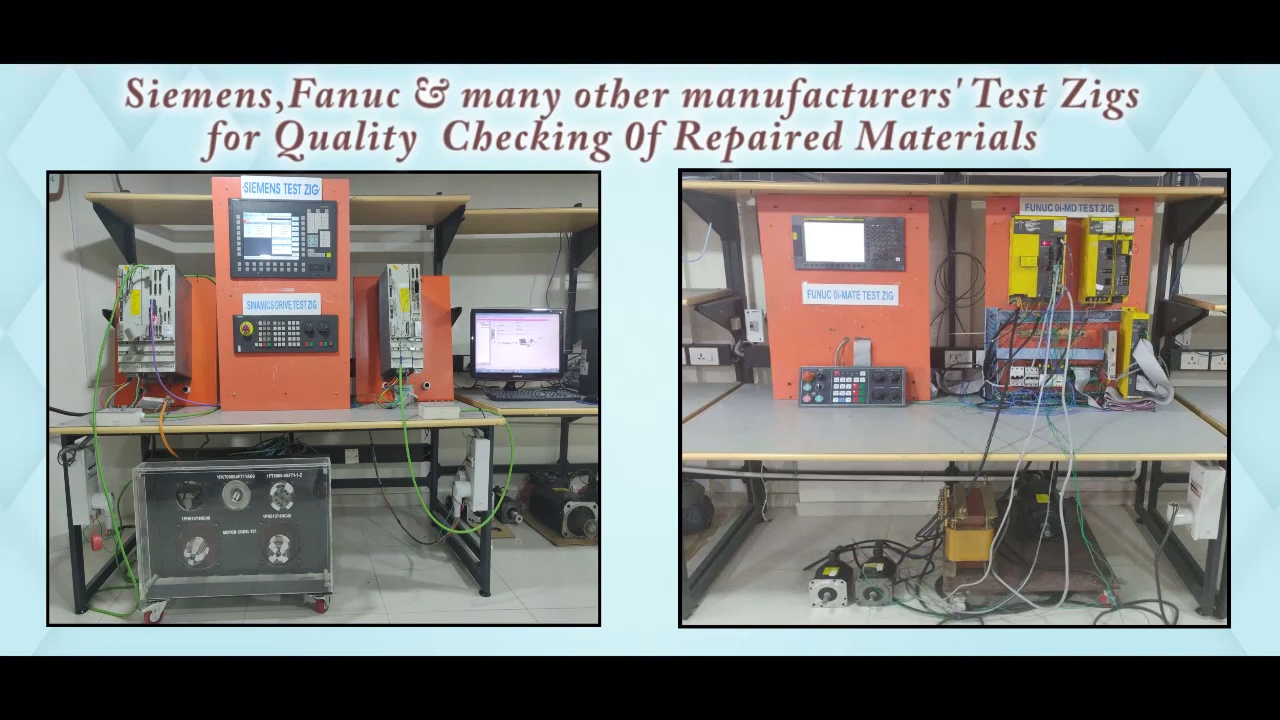 Siemens,Fanuc & many other manufacturers' Test Zigs
for Quality Checking 0f Repaired Materials
SIEMENS TEST ZIG
SINAMICS DRIVE TEST ZIG
MOTOR CODE/ 151
FUNUC 0i-MD TEST ZIG
FUNUC 0i-MATE TEST ZIG